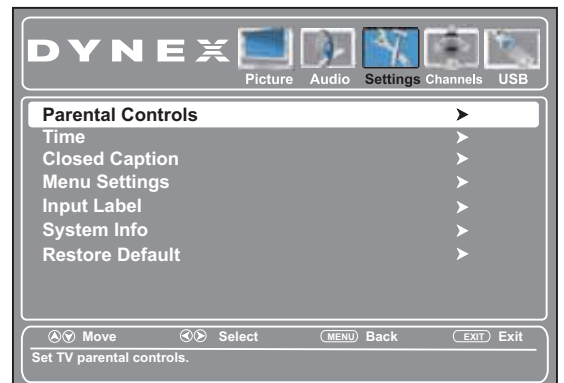 DYNEX
Picture Audio Settings Channels USB
Parental Controls
Time
Closed Caption
Menu Settings
Input Label
System Info
Restore Default
Move Select MENU Back EXIT Exit
Set TV parental controls.